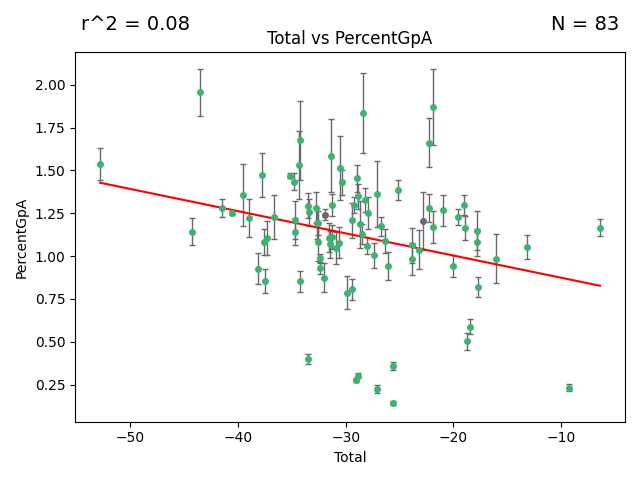 r^2 = 0.08
N = 83
Total vs PercentGpA
PercentGpA
2.00
1.75
1.50
1.25
1.00
0.75
0.50
0.25
−50
−40
−30
−20
−10
Total